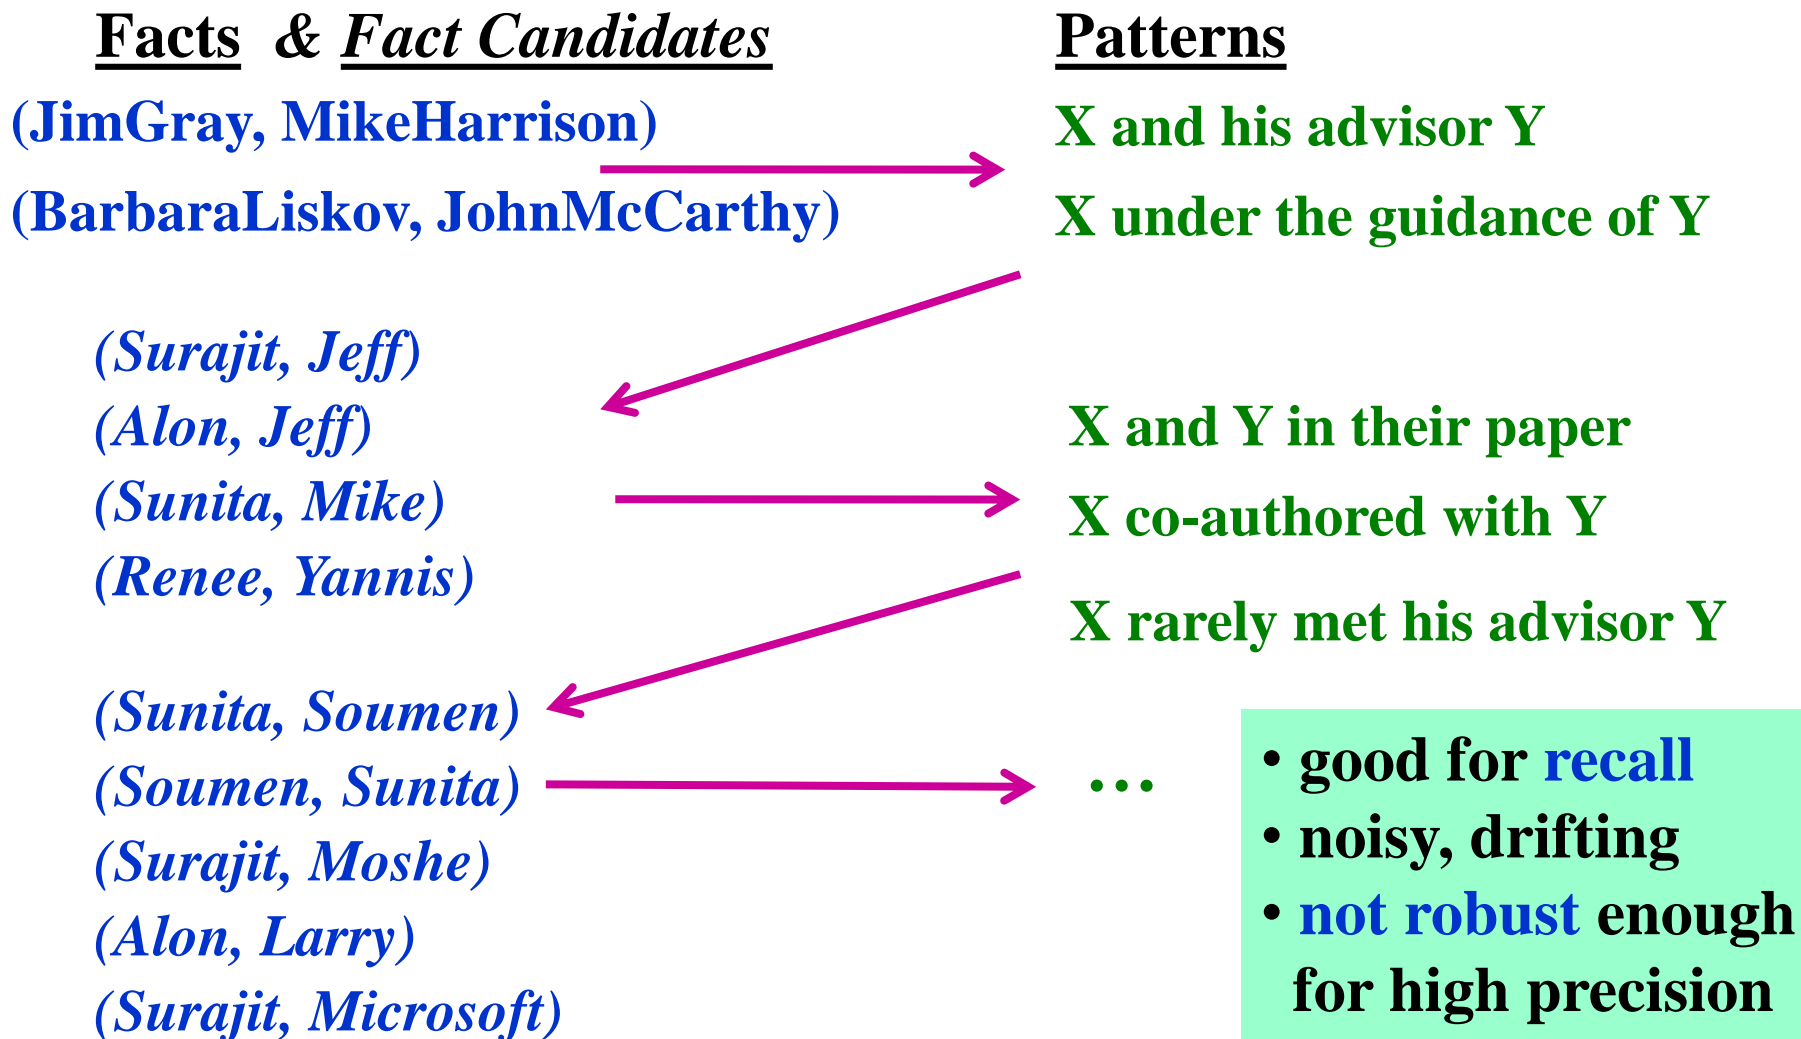 Facts & Fact Candidates
(JimGray, MikeHarrison)
(BarbaraLiskov, JohnMcCarthy)
(Surajit, Jeff)
(Alon, Jeff)
(Sunita, Mike)
(Renee, Yannis)
(Sunita, Soumen)
(Soumen, Sunita)
(Surajit, Moshe)
(Alon, Larry)
(Surajit, Microsoft)
Patterns
X and his advisor Y
X under the guidance of Y
X and Y in their paper
X co-authored with Y
X rarely met his advisor Y
…
• good for recall
• noisy, drifting
• not robust enough
for high precision